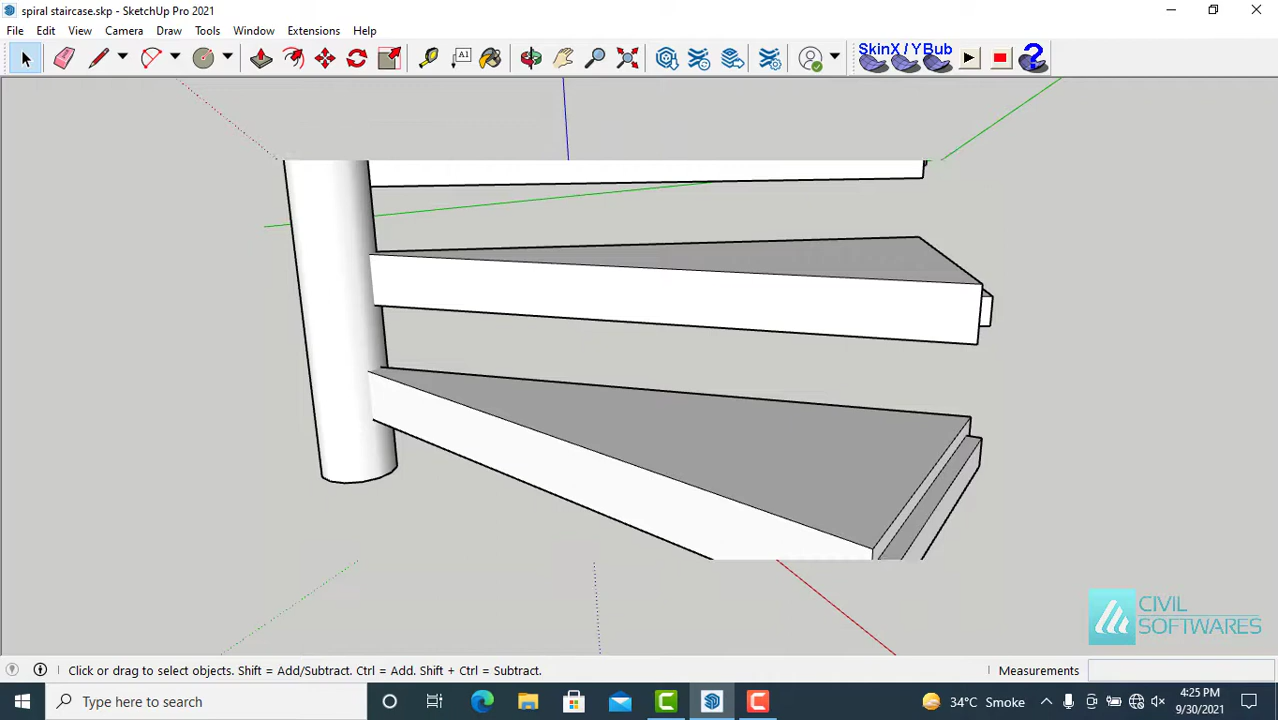 spiral staircase.skp - SketchUp Pro 2021
File Edit View Camera Draw Tools Window Extensions Help
A1
SkinX / YBub
?
CIVIL
SOFTWARES
Click or drag to select objects. Shift = Add/Subtract. Ctrl = Add. Shift + Ctrl = Subtract.
Measurements
Type here to search
C
C
34°C Smoke
4:25 PM
9/30/2021